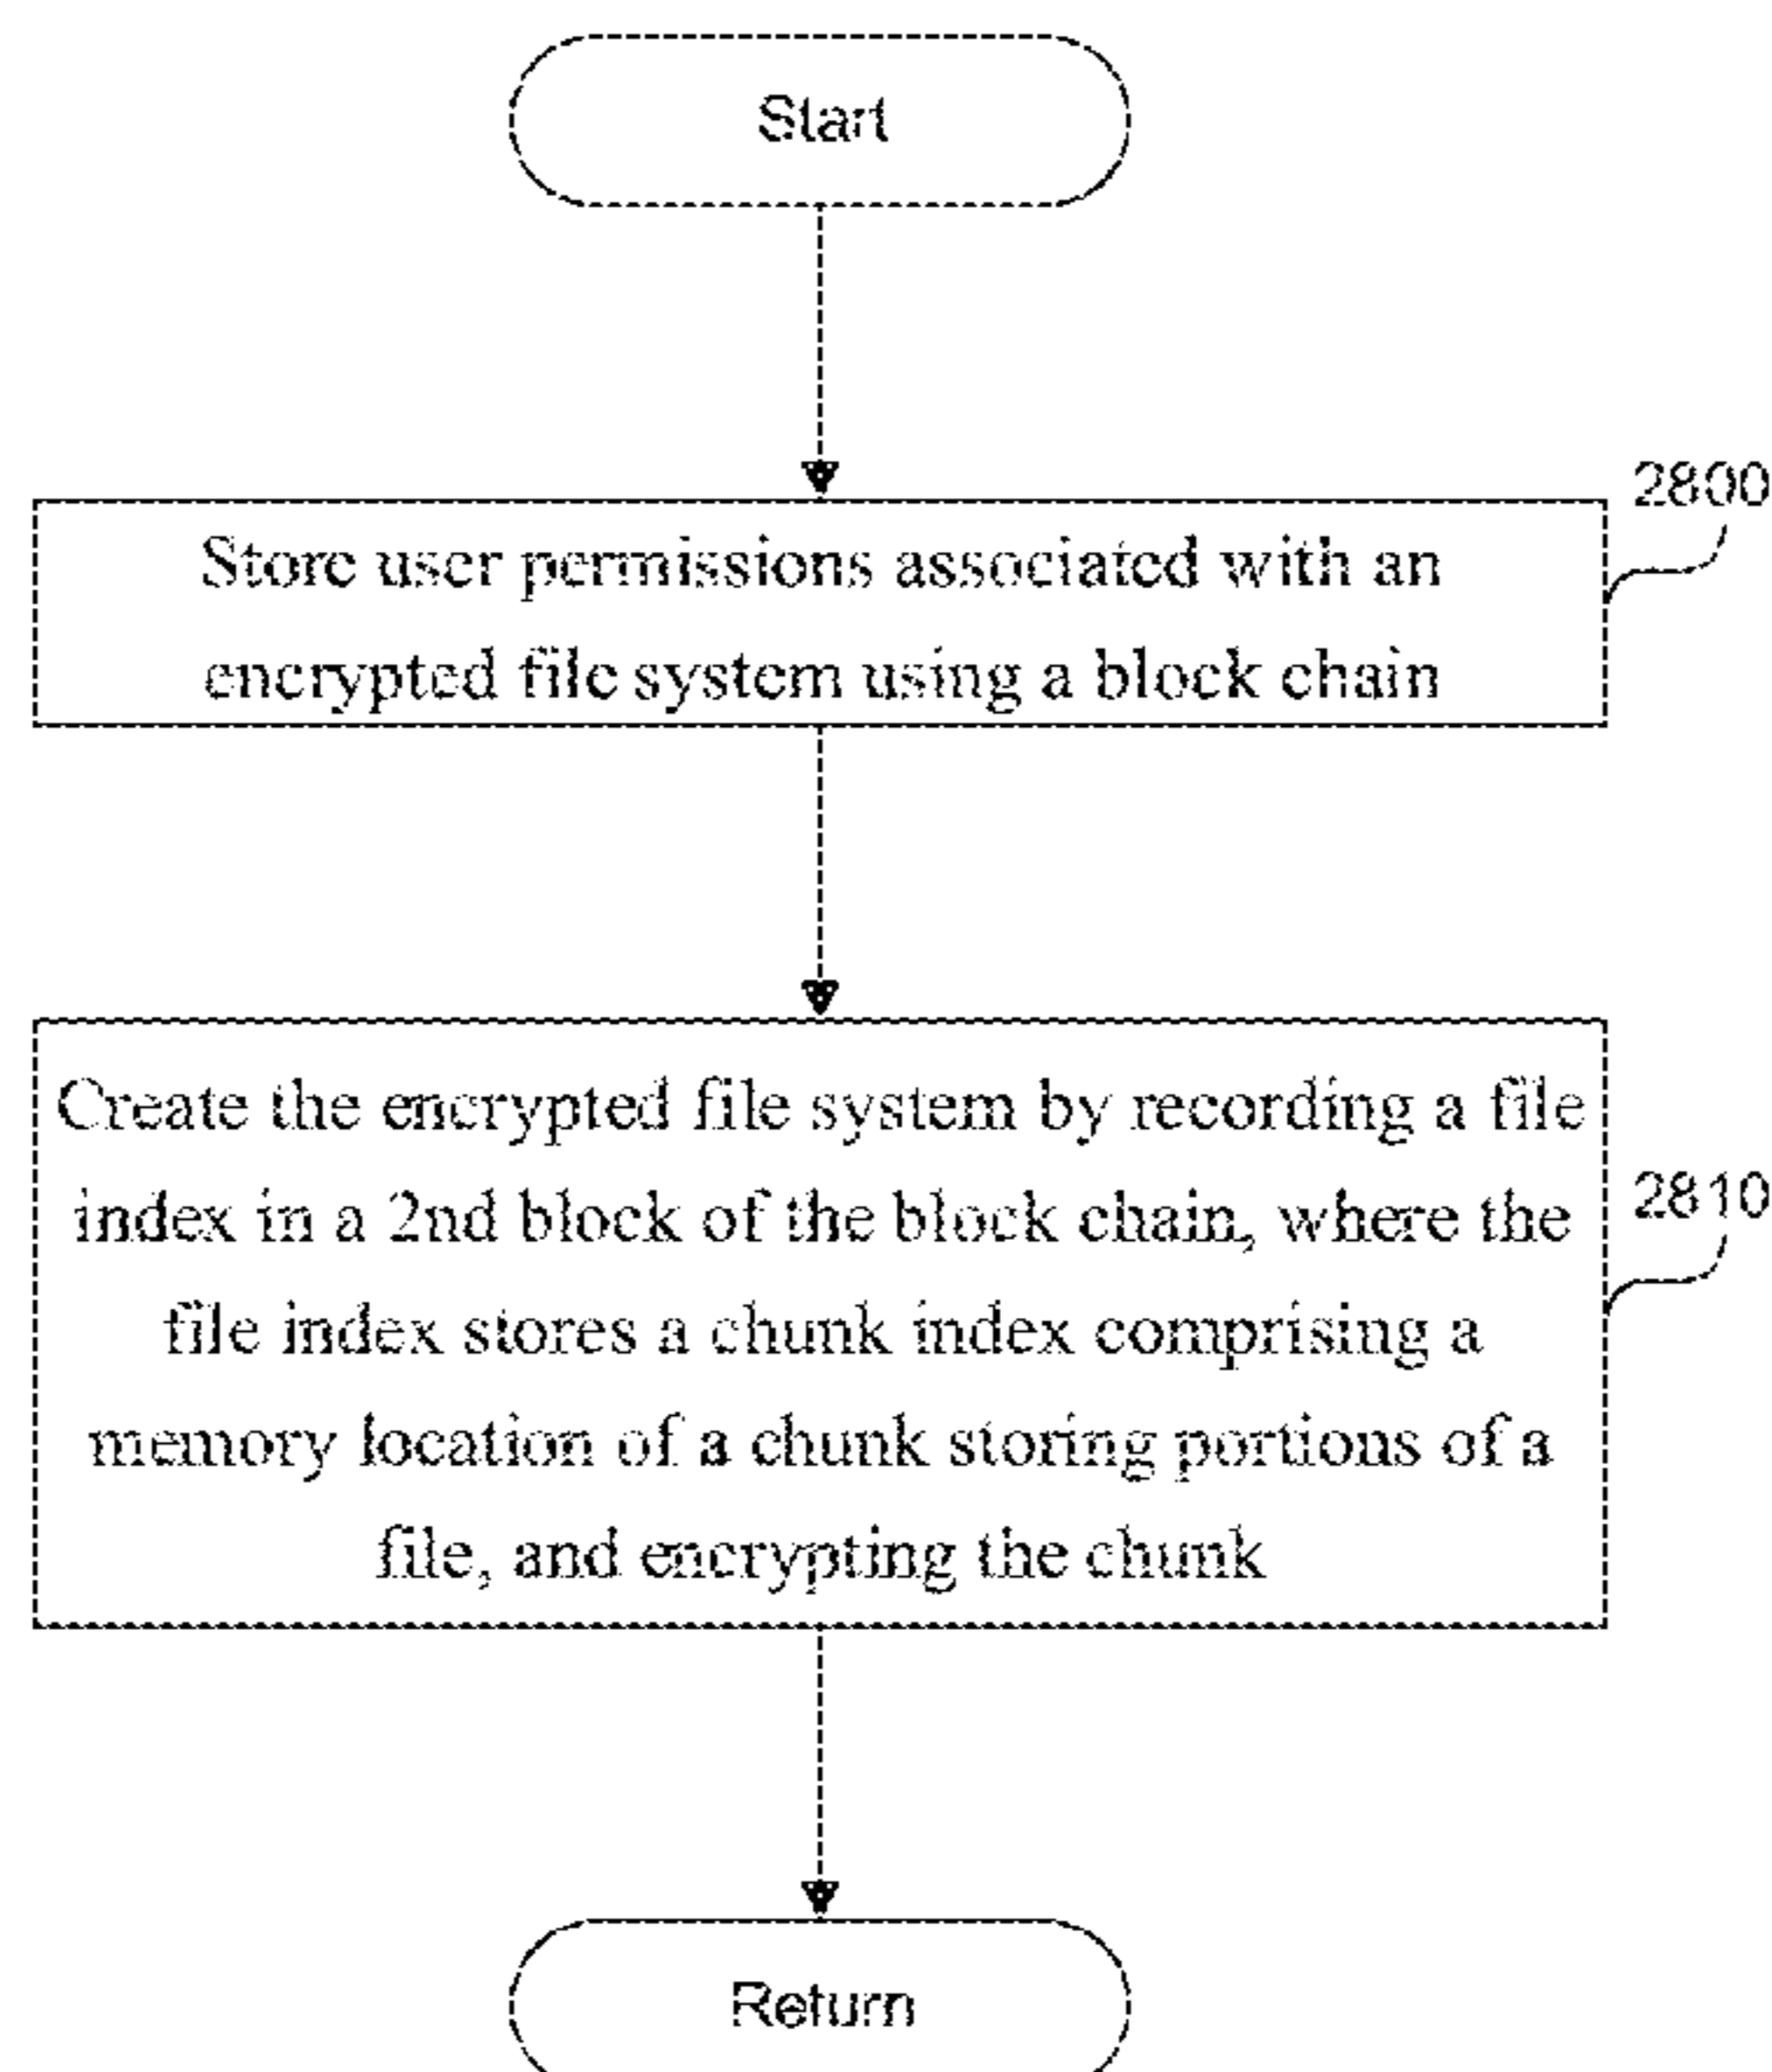 Start
2800
Store user permissions associated with an
encrypted file system using a block chain
Create the encrypted file system by recording a file
index in a 2nd block of the block chain, where the
2810
file index stores a chunk index comprising a
memory location of a chunk storing portions of a
file, and encrypting the chunk
Return